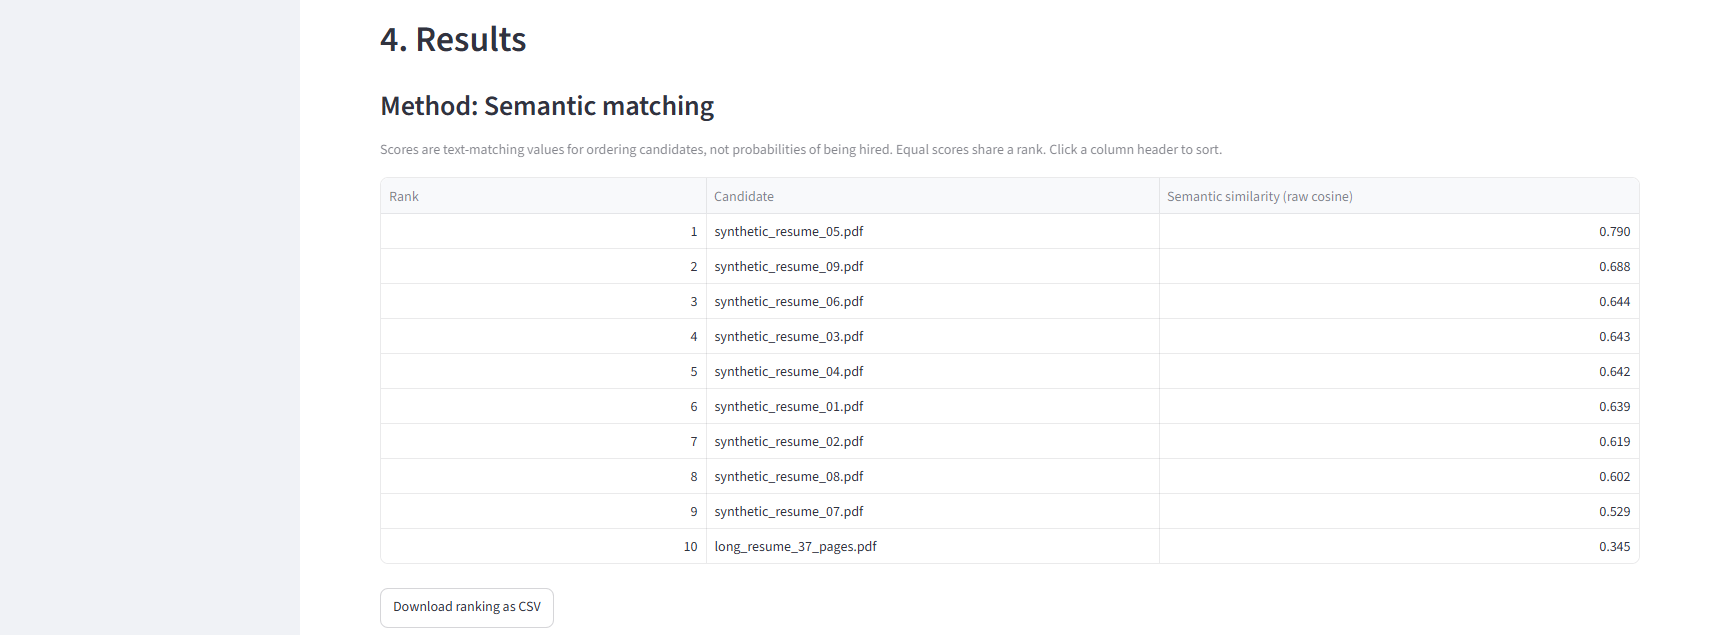 4. Results
Method: Semantic matching
Scores are text-matching values for ordering candidates, not probabilities of being hired. Equal scores share a rank. Click a column header to sort.
Rank Candidate Semantic similarity (raw cosine)
1 synthetic_resume_05.pdf 0.790
2 synthetic_resume_09.pdf 0.688
3 synthetic_resume_06.pdf 0.644
4 synthetic_resume_03.pdf 0.643
5 synthetic_resume_04.pdf 0.642
6 synthetic_resume_01.pdf 0.639
7 synthetic_resume_02.pdf 0.619
8 synthetic_resume_08.pdf 0.602
9 synthetic_resume_07.pdf 0.529
10 long_resume_37_pages.pdf 0.345
Download ranking as CSV